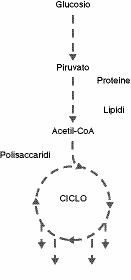 Glucosio
Piruvato
Proteine
Lipidi
Acetil-CoA
Polisaccaridi
CICLO